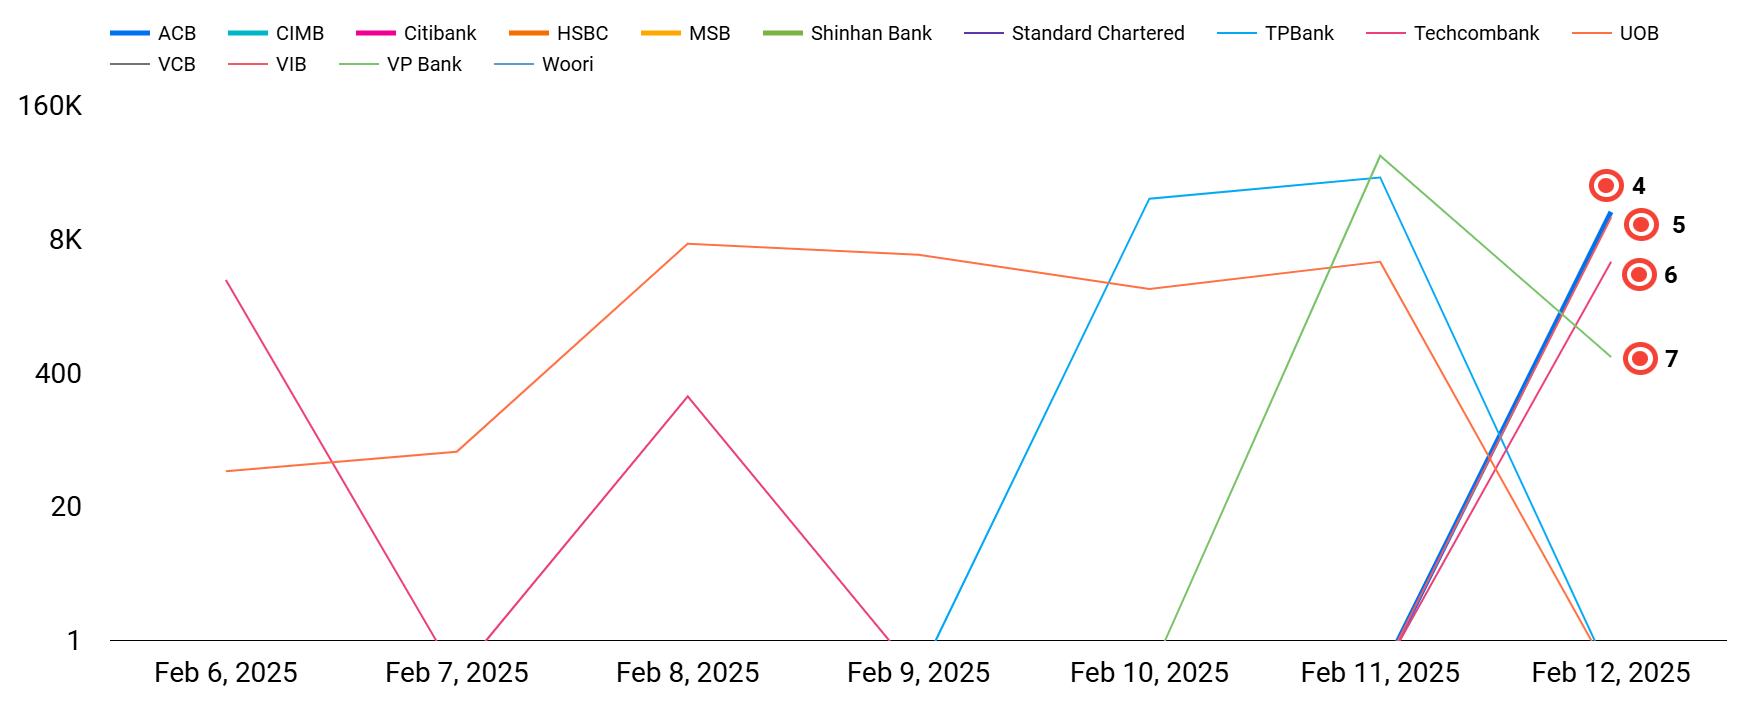 ACB CIMB Citibank HSBC MSB Shinhan Bank Standard Chartered TPBank Techcombank UOB
VCB VIB VP Bank Woori
160K
4
5
8K
6
7
400
20
1
Feb 6, 2025 Feb 7, 2025 Feb 8, 2025 Feb 9, 2025 Feb 10, 2025 Feb 11, 2025 Feb 12, 2025